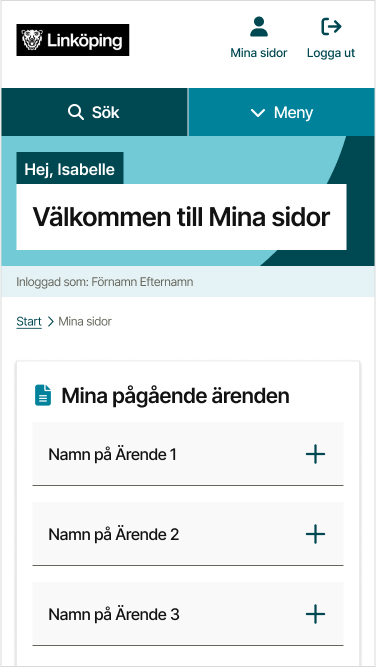 Linköping
Mina sidor
Logga ut
Sök
Meny
Hej, Isabelle
Välkommen till Mina sidor
Inloggad som: Förnamn Efternamn
Start
Mina sidor
Mina pågående ärenden
Namn på Ärende 1
Namn på Ärende 2
Namn på Ärende 3